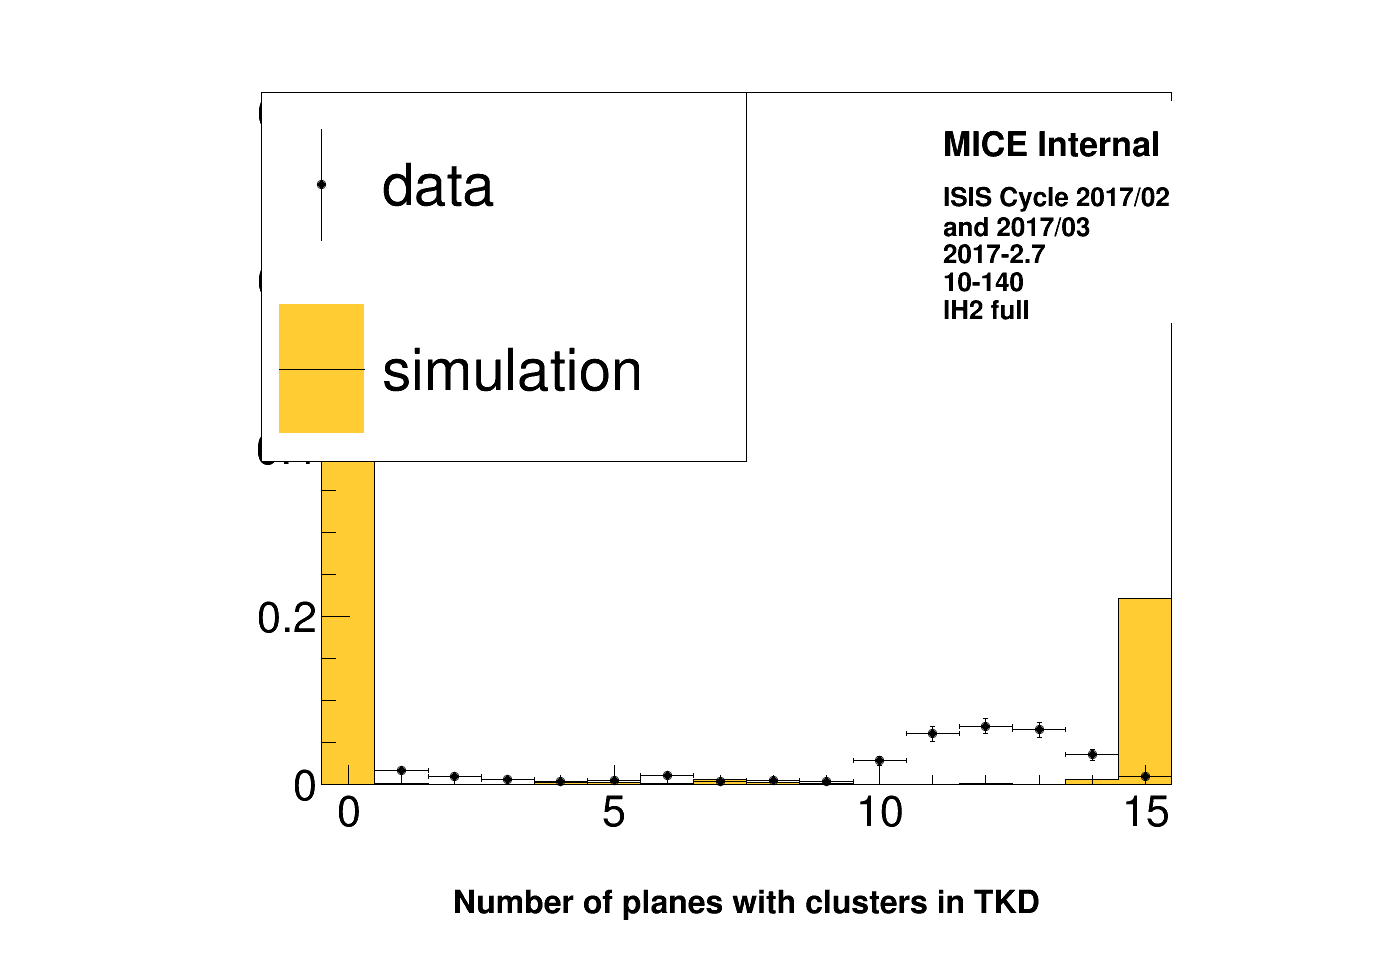 data
simulation
MICE Internal
ISIS Cycle 2017/02
and 2017/03
2017-2.7
10-140
IH2 full
0.2
0
0 5 10 15
Number of planes with clusters in TKD